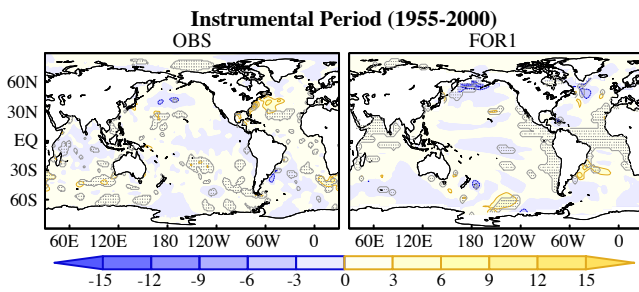 Instrumental Period (1955-2000)
OBS FOR1
60N
30N
EQ
30S
60S
60E 120E 180 120W 60W 0 60E 120E 180 120W 60W 0
-15 -12 -9 -6 -3 0 3 6 9 12 15